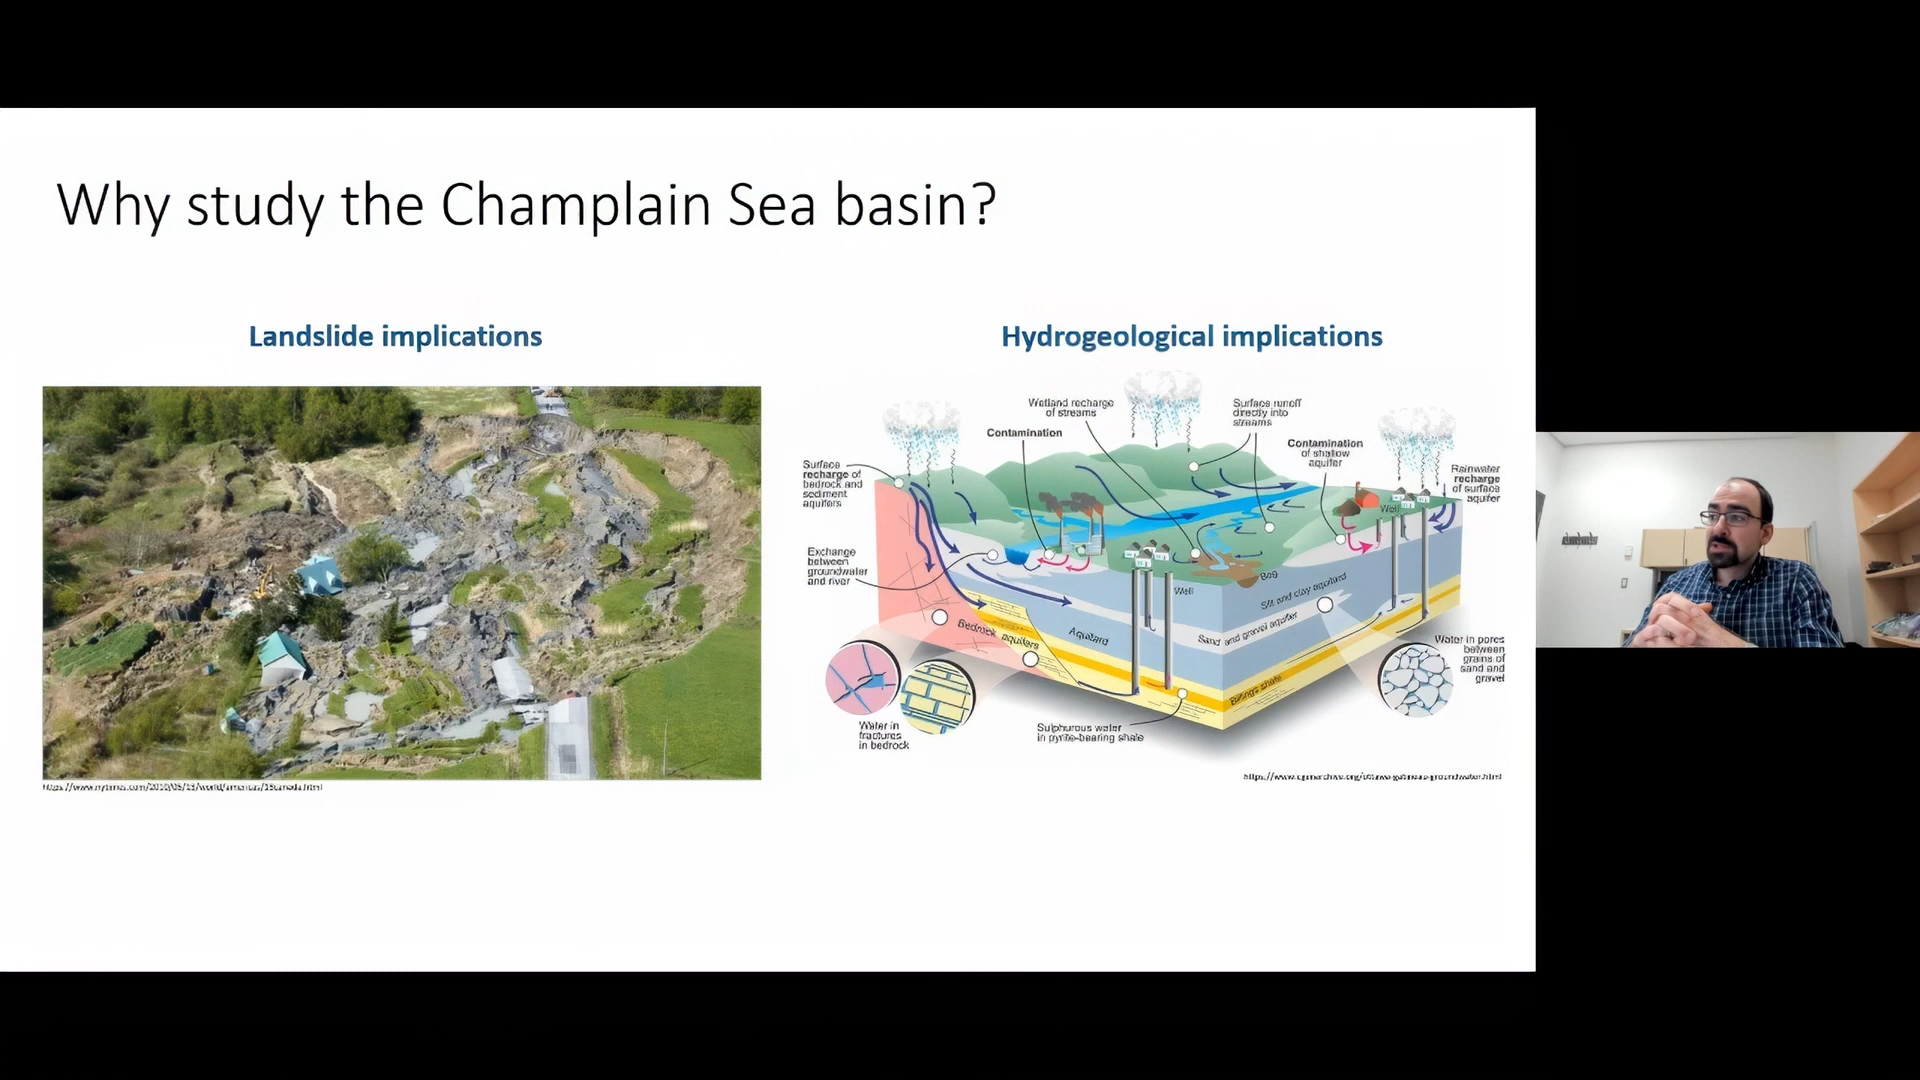 Why study the Champlain Sea basin?
Landslide implications
Hydrogeological implications
Wetland recharge
of streams
Surface runoff
directly into
streams
Contamination
Contamination
of shallow
aquifer
Surface
recharge of
bedrock and
sediment
aquifers
Rainwater
recharge
of surface
aquifer
Well
Exchange
between
groundwater
and river
Bog
Well
Silt and clay aquitard
Sand and gravel aquifer
Bedrock aquifers
Aquitard
Water in pores
between
grains of
sand and
gravel
Billings shale
Water in
fractures
in bedrock
Sulphurous water
in pyrite-bearing shale